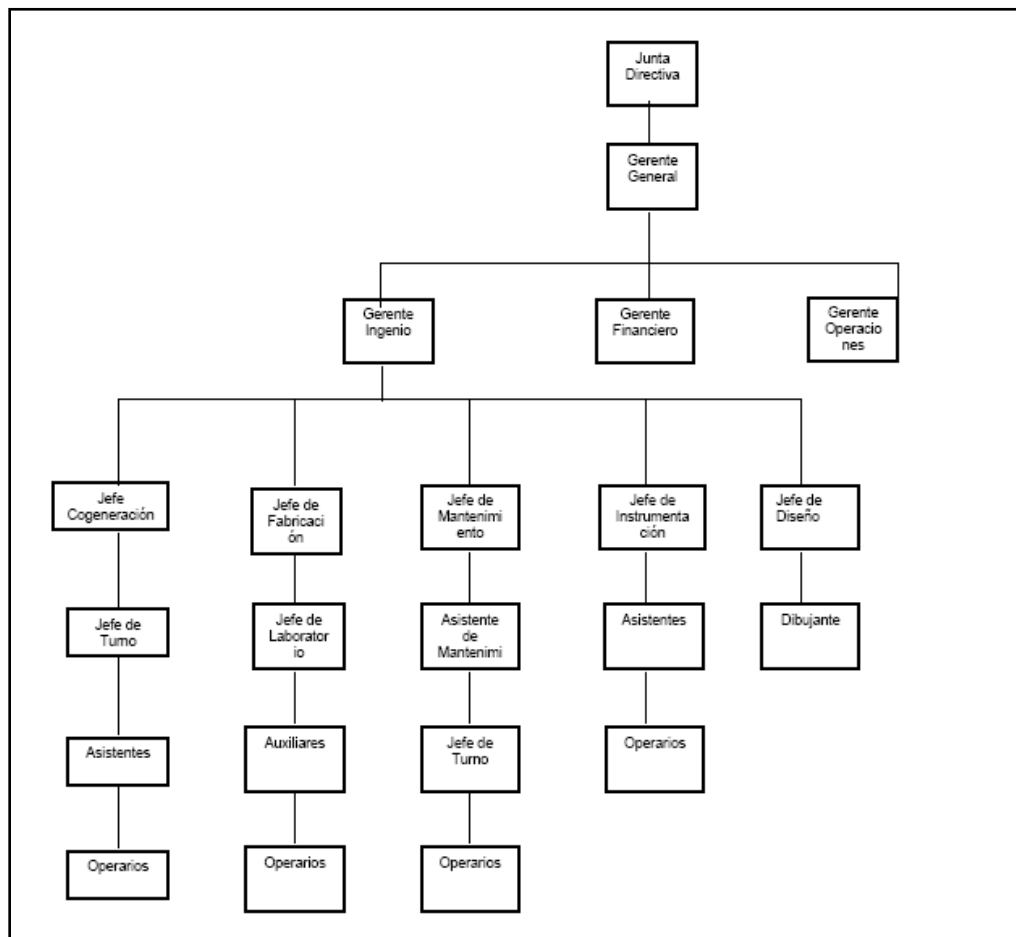 Junta
Directiva
Gerente
General
Gerente
Ingenio
Gerente
Financiero
Gerente
Operacio
nes
Jefe
Cogeneración
Jefe de
Fabricaci
ón
Jefe de
Mantenimi
ento
Jefe de
Instrumenta
ción
Jefe de
Diseño
Jefe de
Turno
Jefe de
Laborator
io
Asistente
de
Mantenimi
Asistentes
Dibujante
Asistentes
Auxiliares
Jefe de
Turno
Operarios
Operarios
Operarios
Operarios